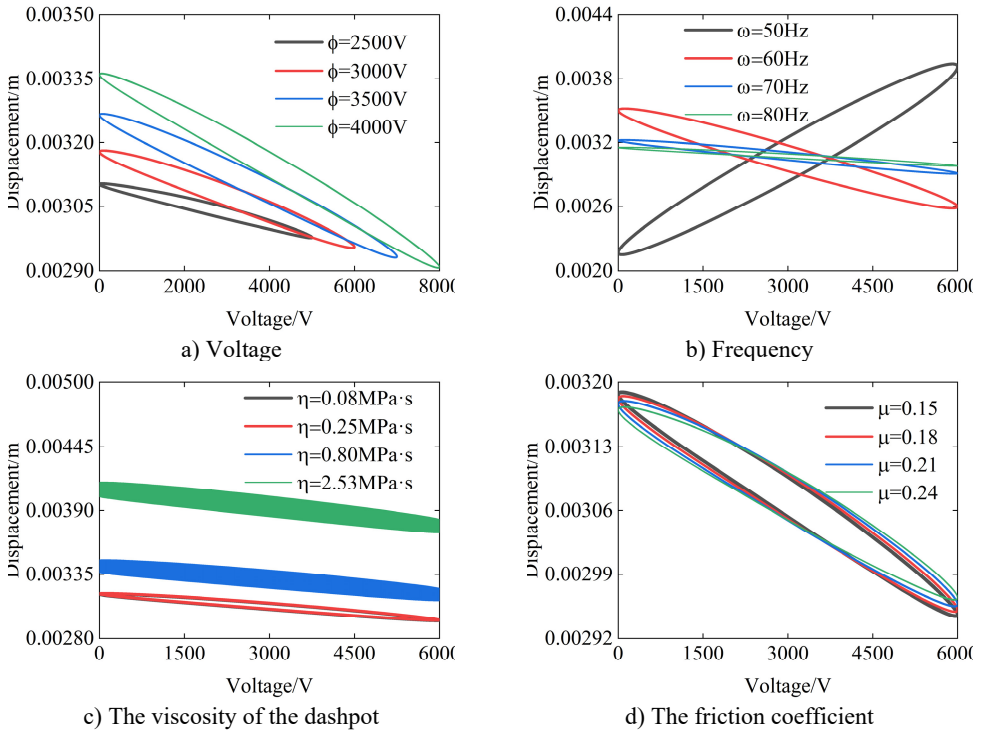 0.00350
0.00335
0.00320
0.00305
0.00290
Displacement/m
ϕ=2500V
ϕ=3000V
ϕ=3500V
ϕ=4000V
0 2000 4000 6000 800
Voltage/V
a) Voltage
0.0044
0.0038
0.0032
0.0026
0.0020
Displacement/m
ω=50Hz
ω=60Hz
ω=70Hz
ω=80Hz
0 1500 3000 4500 600
Voltage/V
b) Frequency
0.00500
0.00445
0.00390
0.00335
0.00280
Displacement/m
η=0.08MPa·s
η=0.25MPa·s
η=0.80MPa·s
η=2.53MPa·s
0 1500 3000 4500 600
Voltage/V
c) The viscosity of the dashpot
0.00320
0.00313
0.00306
0.00299
0.00292
Displacement/m
μ=0.15
μ=0.18
μ=0.21
μ=0.24
0 1500 3000 4500 600
Voltage/V
d) The friction coefficient